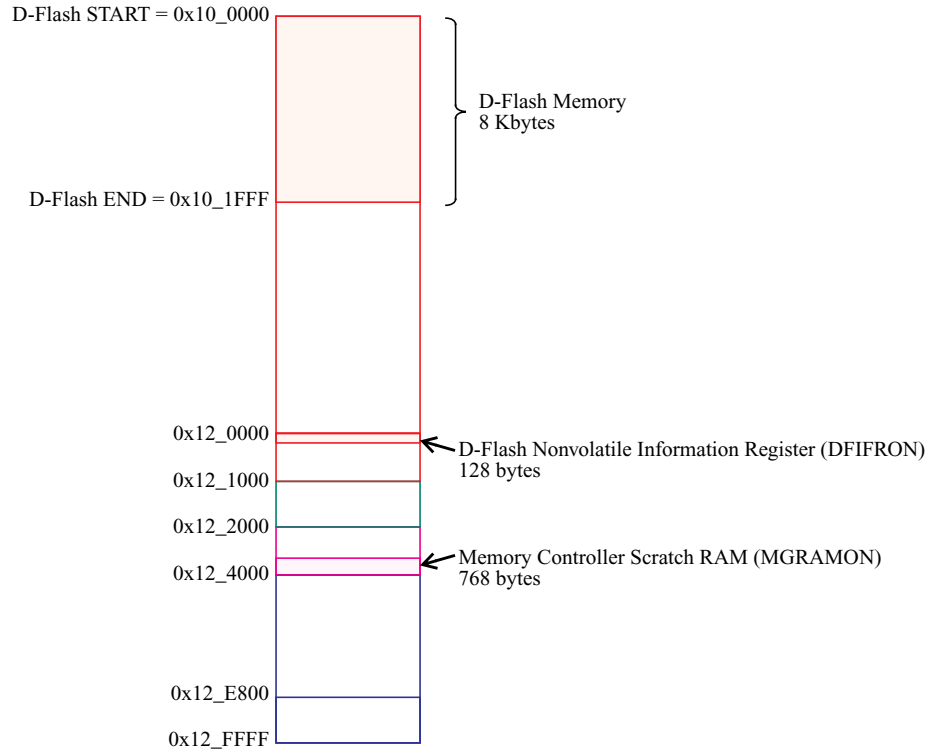 D-Flash START = 0x10_0000
D-Flash Memory
8 Kbytes
D-Flash END = 0x10_1FFF
0x12_0000
D-Flash Nonvolatile Information Register (DFIFRON)
128 bytes
0x12_1000
0x12_2000
Memory Controller Scratch RAM (MGRAMON)
768 bytes
0x12_4000
0x12_E800
0x12_FFFF